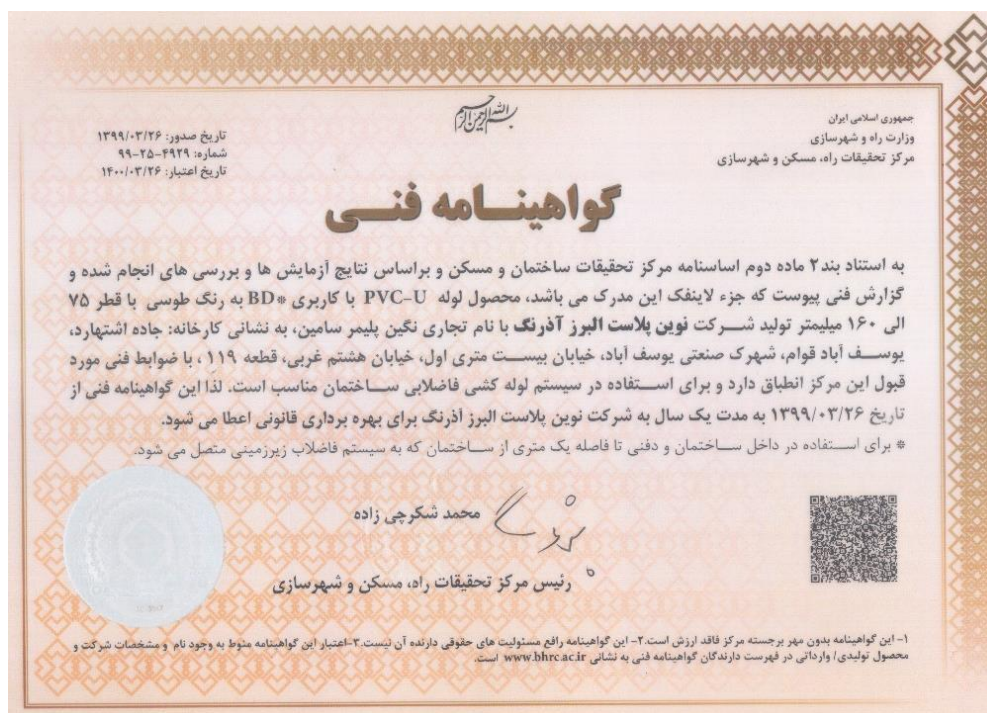 بسم الله الرحمن الرحیم
جمهوری اسلامی ایران
وزارت راه و شهرسازی
مرکز تحقیقات راه، مسکن و شهرسازی
تاریخ صدور: ۱۳۹۹/۰۳/۲۶
شماره: ۴۹۲۹-۲۵-۹۹
تاریخ اعتبار: ۱۴۰۰/۰۳/۲۶
گواهینامه فنی
به استناد بند۲ ماده دوم اساسنامه مرکز تحقیقات ساختمان و مسکن و براساس نتایج آزمایش ها و بررسی های انجام شده و
گزارش فنی پیوست که جزء لاینفک این مدرک می باشد، محصول لوله PVC-U با کاربری BD* به رنگ طوسی با قطر ۷۵
الی ۱۶۰ میلیمتر تولید شرکت نوین پلاست البرز آذرنگ با نام تجاری نگین پلیمر سامین، به نشانی کارخانه: جاده اشتهارد،
یوسف آباد قوام، شهرک صنعتی یوسف آباد، خیابان بیست متری اول، خیابان هشتم غربی، قطعه ۱۱۹ ، با ضوابط فنی مورد
قبول این مرکز انطباق دارد و برای استفاده در سیستم لوله کشی فاضلابی ساختمان مناسب است. لذا این گواهینامه فنی از
تاریخ ۱۳۹۹/۰۳/۲۶ به مدت یک سال به شرکت نوین پلاست البرز آذرنگ برای بهره برداری قانونی اعطا می شود.
* برای استفاده در داخل ساختمان و دفنی تا فاصله یک متری از ساختمان که به سیستم فاضلاب زیرزمینی متصل می شود.
محمد شکرچی زاده
رئیس مرکز تحقیقات راه، مسکن و شهرسازی
۱- این گواهینامه بدون مهر برجسته مرکز فاقد ارزش است.۲- این گواهینامه رافع مسئولیت های حقوقی دارنده آن نیست.۳-اعتبار این گواهینامه منوط به وجود نام و مشخصات شرکت و
محصول تولیدی/ وارداتی در فهرست دارندگان گواهینامه فنی به نشانی www.bhrc.ac.ir است.